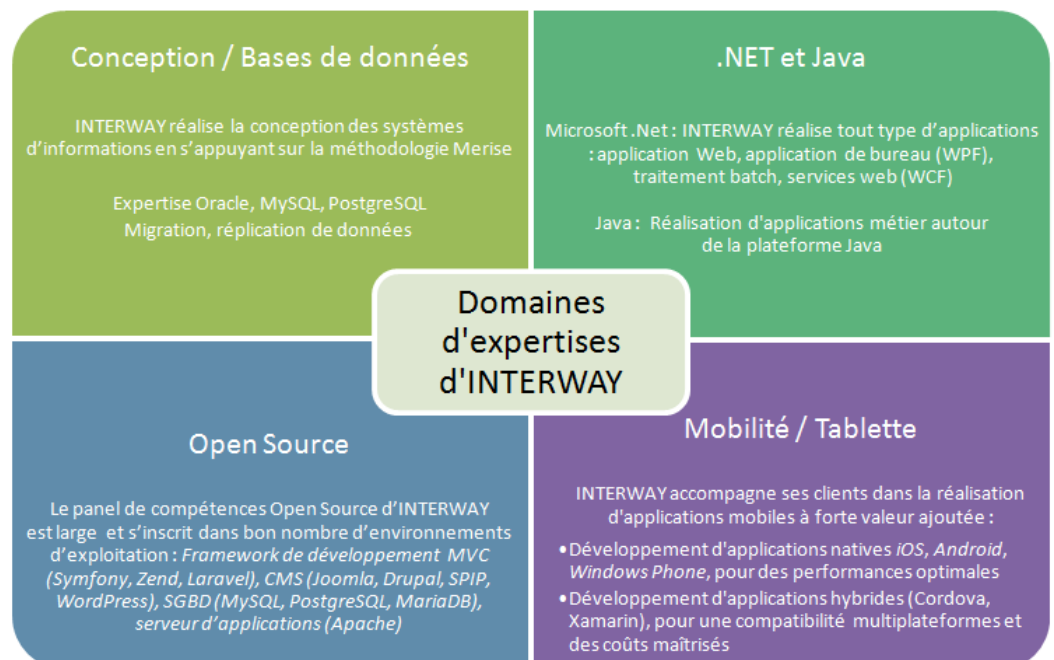 Conception / Bases de données
INTERWAY réalise la conception des systèmes
d'informations en s'appuyant sur la méthodologie Merise
Expertise Oracle, MySQL, PostgreSQL
Migration, réplication de données
.NET et Java
Microsoft .Net : INTERWAY réalise tout type d'applications
: application Web, application de bureau (WPF),
traitement batch, services web (WCF)
Java : Réalisation d'applications métier autour
de la plateforme Java
Domaines
d'expertises
d'INTERWAY
Open Source
Le panel de compétences Open Source d'INTERWAY
est large et s'inscrit dans bon nombre d'environnements
d'exploitation : Framework de développement MVC
(Symfony, Zend, Laravel), CMS (Joomla, Drupal, SPIP,
WordPress), SGBD (MySQL, PostgreSQL, MariaDB),
serveur d'applications (Apache)
Mobilité / Tablette
INTERWAY accompagne ses clients dans la réalisation
d'applications mobiles à forte valeur ajoutée :
•Développement d'applications natives iOS, Android,
Windows Phone, pour des performances optimales
•Développement d'applications hybrides (Cordova,
Xamarin), pour une compatibilité multiplateformes et
des coûts maîtrisés